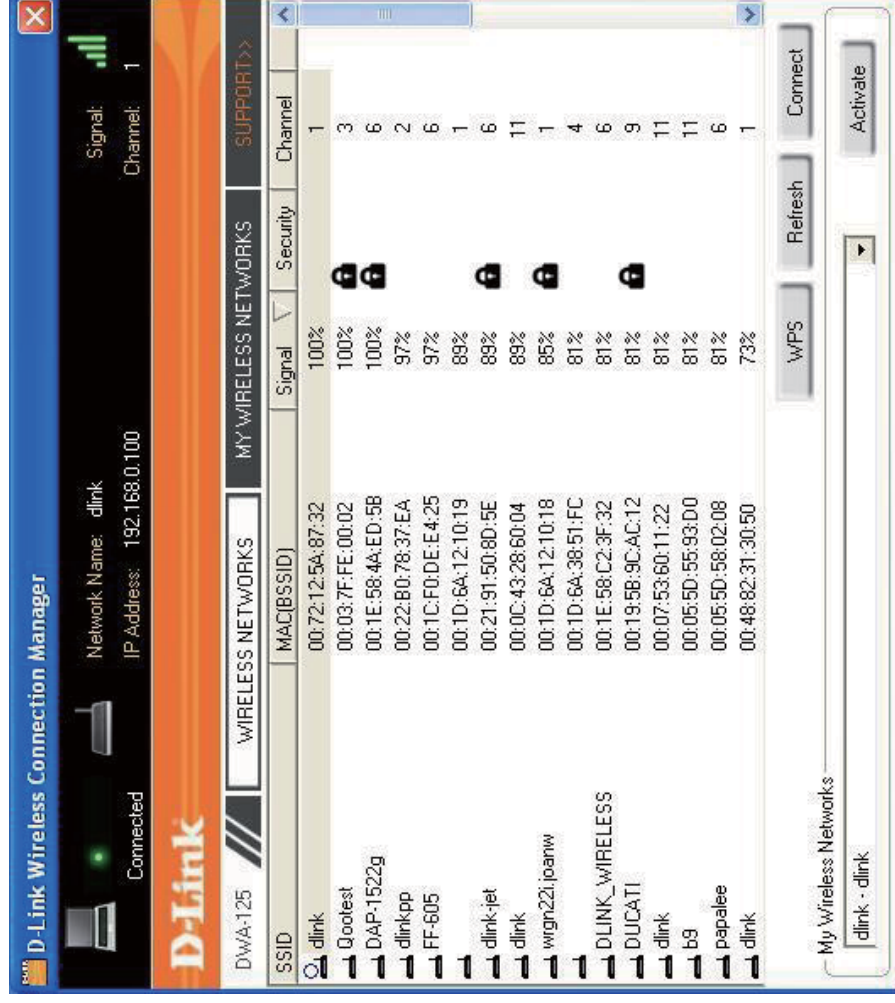 D-Link Wireless Connection Manager
Connected
Network Name: dlink
IP Address: 192.168.0.100
Signal:
Channel: 1
D-Link
DWA-125 WIRELESS NETWORKS MY WIRELESS NETWORKS SUPPORT>>
SSID MAC(BSSID) Signal Security Channel
dlink 00:72:12:5A:87:32 100% 1
Qootest 00:03:7F:FE:00:02 100% 3
DAP-1522g 00:1E:58:4A:ED:5B 100% 6
dlinkpp 00:22:B0:78:37:EA 97% 2
FF-605 00:1C:F0:DE:E4:25 97% 6
00:1D:6A:12:10:19 89% 1
dlink-jet 00:21:91:50:8D:5E 89% 6
dlink 00:0C:43:28:60:04 89% 11
wrgn22i.joanw 00:1D:6A:12:10:18 85% 1
00:1D:6A:38:51:FC 81% 4
DLINK_WIRELESS 00:1E:58:C2:3F:32 81% 6
DUCATI 00:19:5B:9C:AC:12 81% 9
dlink 00:07:53:60:11:22 81% 11
b9 00:05:5D:55:93:D0 81% 11
papalee 00:05:5D:58:02:08 81% 6
dlink 00:48:82:31:30:50 73% 1
WPS Refresh Connect
My Wireless Networks
dlink - dlink Activate